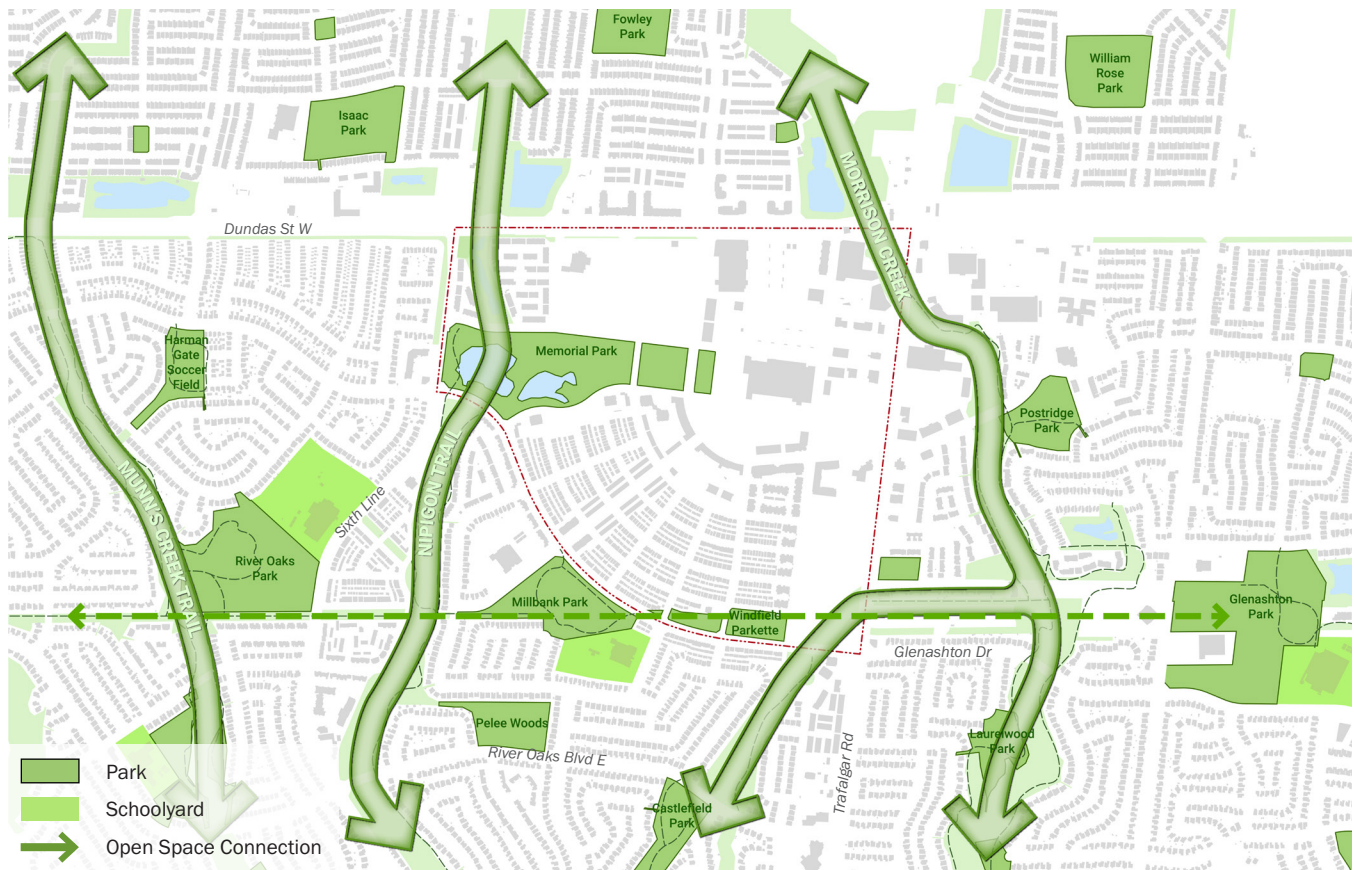 Fowley
Park
William
Rose
Park
Isaac
Park
MORRISON CREEK
Dundas St W
Harman
Gate
Soccer
Field
Memorial Park
Postridge
Park
NIPIGON TRAIL
MUNN'S CREEK TRAIL
Sixth Line
River Oaks
Park
Millbank Park
Windfield
Parkette
Glenashton
Park
Glenashton Dr
Pelee Woods
River Oaks Blvd E
Trafalgar Rd
Laurelwood
Park
Castlefield
Park
Park
Schoolyard
Open Space Connection